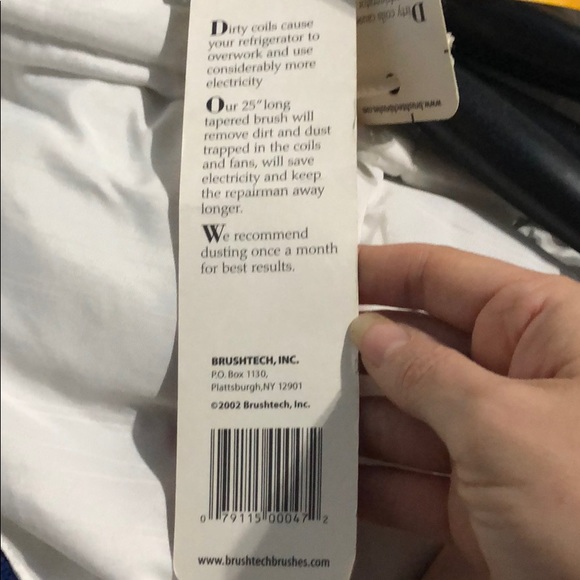 Dirty coils cause
your refrigerator to
overwork and use
considerably more
electricity
Our 25" long
tapered brush will
remove dirt and dust
trapped in the coils
and fans, will save
electricity and keep
the repairman away
longer.
We recommend
dusting once a month
for best results.
BRUSHTECH, INC.
P.O. Box 1130,
Plattsburgh, NY 12901
©2002 Brushtech, Inc.
0 79115 00047 2
www.brushtechbrushes.com
Dirty coils cause